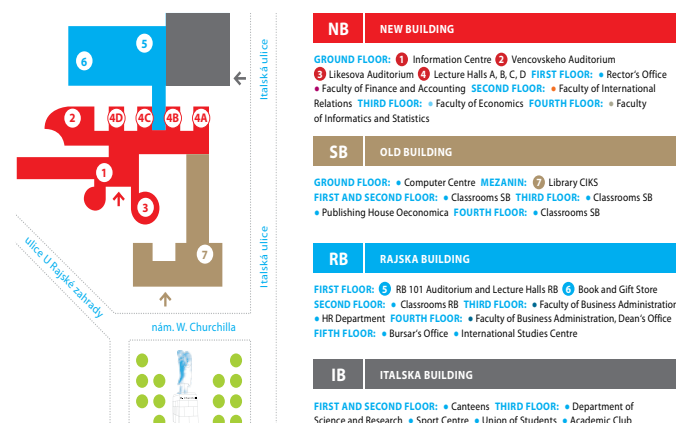 5
6
Italská ulice
2
4D
4C
4B
4A
1
3
Italská ulice
7
ulice U Rajské zahrady
nám. W. Churchilla
NB NEW BUILDING
GROUND FLOOR: 1 Information Centre 2 Vencovskeho Auditorium
3 Likesova Auditorium 4 Lecture Halls A, B, C, D FIRST FLOOR: • Rector's Office
• Faculty of Finance and Accounting SECOND FLOOR: • Faculty of International
Relations THIRD FLOOR: • Faculty of Economics FOURTH FLOOR: • Faculty
of Informatics and Statistics
SB OLD BUILDING
GROUND FLOOR: • Computer Centre MEZANIN: 7 Library CIKS
FIRST AND SECOND FLOOR: • Classrooms SB THIRD FLOOR: • Classrooms SB
• Publishing House Oeconomica FOURTH FLOOR: • Classrooms SB
RB RAJSKA BUILDING
FIRST FLOOR: 5 RB 101 Auditorium and Lecture Halls RB 6 Book and Gift Store
SECOND FLOOR: • Classrooms RB THIRD FLOOR: • Faculty of Business Administration
• HR Department FOURTH FLOOR: • Faculty of Business Administration, Dean's Office
FIFTH FLOOR: • Bursar's Office • International Studies Centre
IB ITALSKA BUILDING
FIRST AND SECOND FLOOR: • Canteens THIRD FLOOR: • Department of
Science and Research • Sport Centre • Union of Students • Academic Club